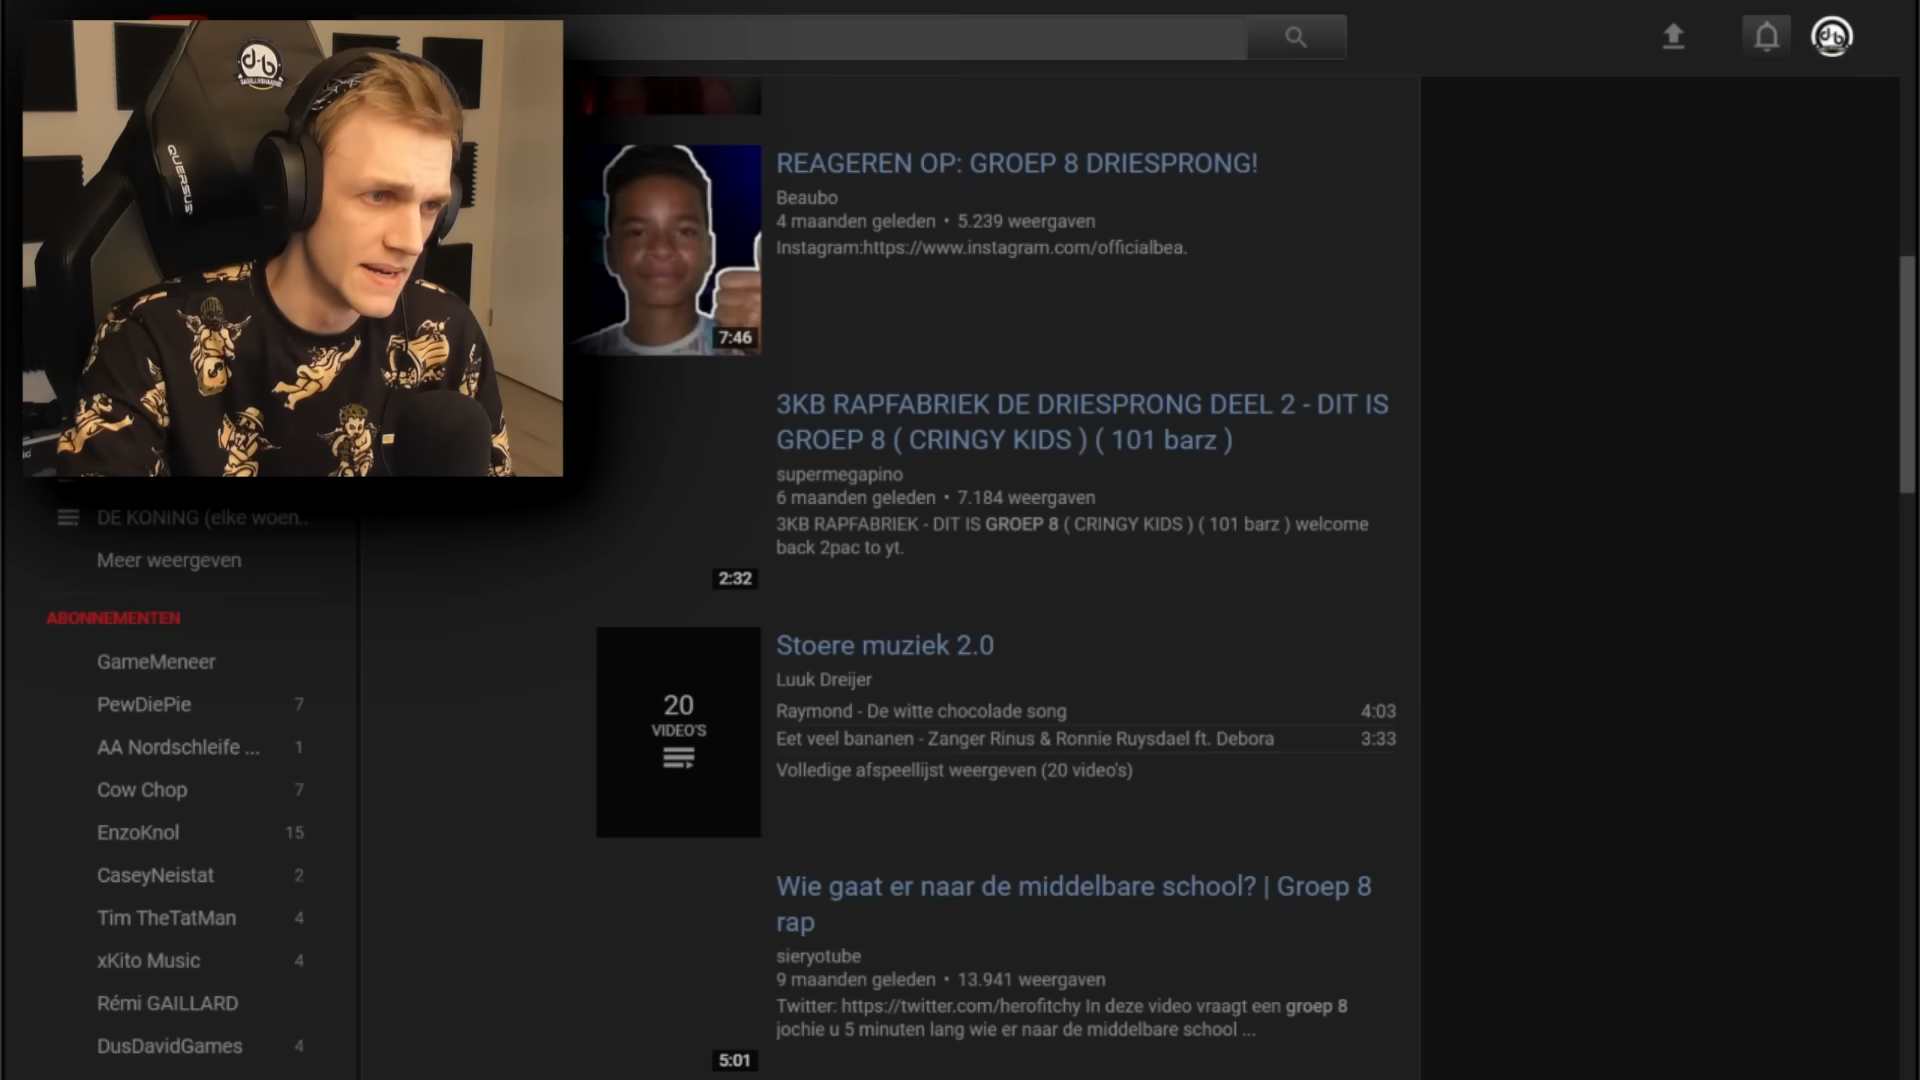 d-b
QUERSUS
d-b
REAGEREN OP: GROEP 8 DRIESPRONG!
Beaubo
4 maanden geleden • 5.239 weergaven
Instagram:https://www.instagram.com/officialbea.
7:46
3KB RAPFABRIEK DE DRIESPRONG DEEL 2 - DIT IS
GROEP 8 ( CRINGY KIDS ) ( 101 barz )
supermegapino
6 maanden geleden • 7.184 weergaven
3KB RAPFABRIEK - DIT IS GROEP 8 ( CRINGY KIDS ) ( 101 barz ) welcome
back 2pac to yt.
2:32
DE KONING (elke woen..
Meer weergeven
ABONNEMENTEN
GameMeneer
PewDiePie 7
AA Nordschleife ... 1
Cow Chop 7
EnzoKnol 15
CaseyNeistat 2
Tim TheTatMan 4
xKito Music 4
Rémi GAILLARD
DusDavidGames 4
20
VIDEO'S
Stoere muziek 2.0
Luuk Dreijer
Raymond - De witte chocolade song 4:03
Eet veel bananen - Zanger Rinus & Ronnie Ruysdael ft. Debora 3:33
Volledige afspeellijst weergeven (20 video's)
Wie gaat er naar de middelbare school? | Groep 8
rap
sieryotube
9 maanden geleden • 13.941 weergaven
Twitter: https://twitter.com/herofitchy In deze video vraagt een groep 8
jochie u 5 minuten lang wie er naar de middelbare school ...
5:01